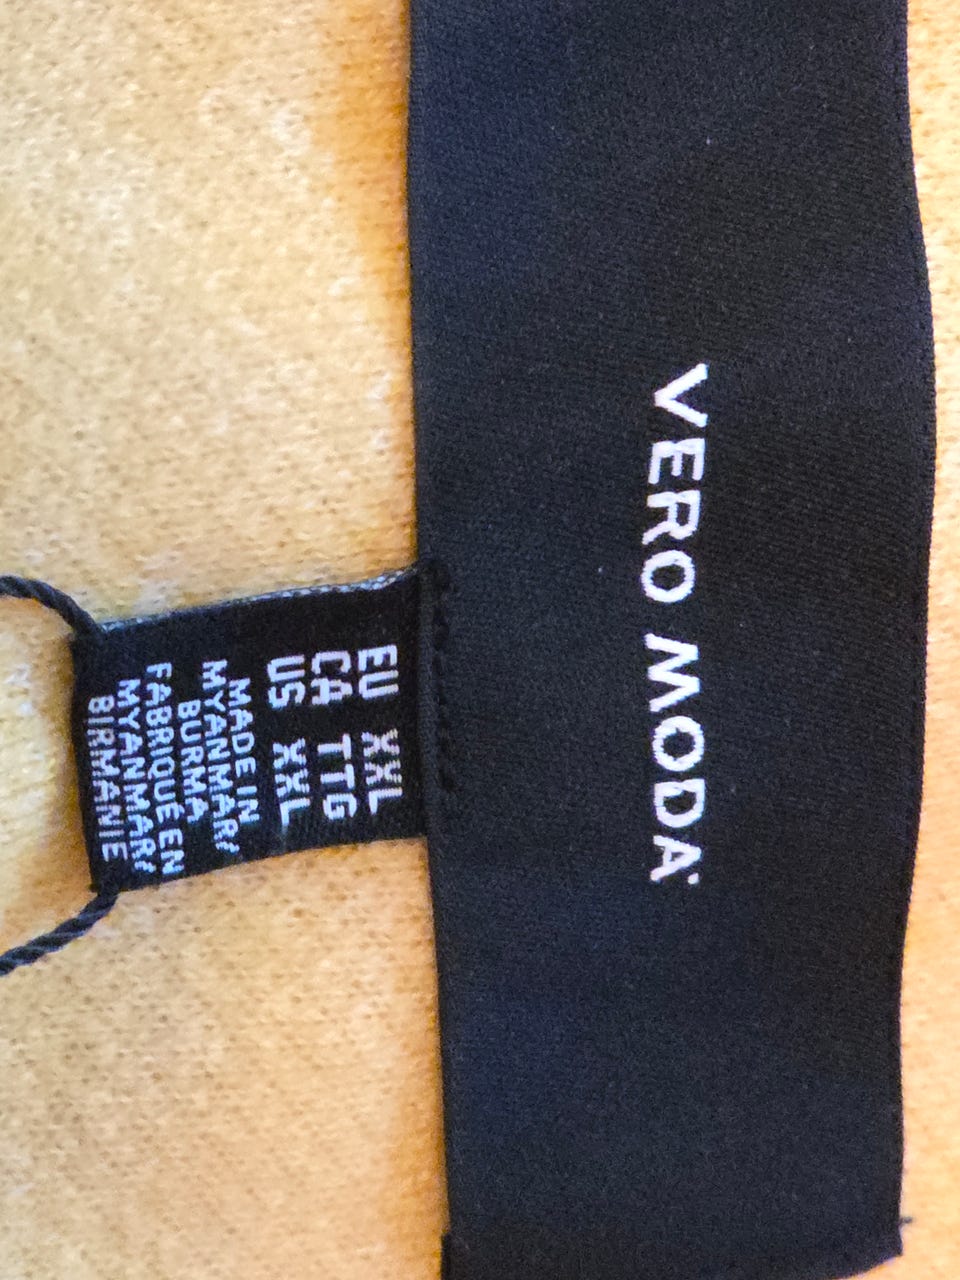 VERO MODA
EU XXL
CA TTG
US XXL
MADE IN
MYANMAR/
BURMA
FABRIQUÉ EN
MYANMAR/
BIRMANIE